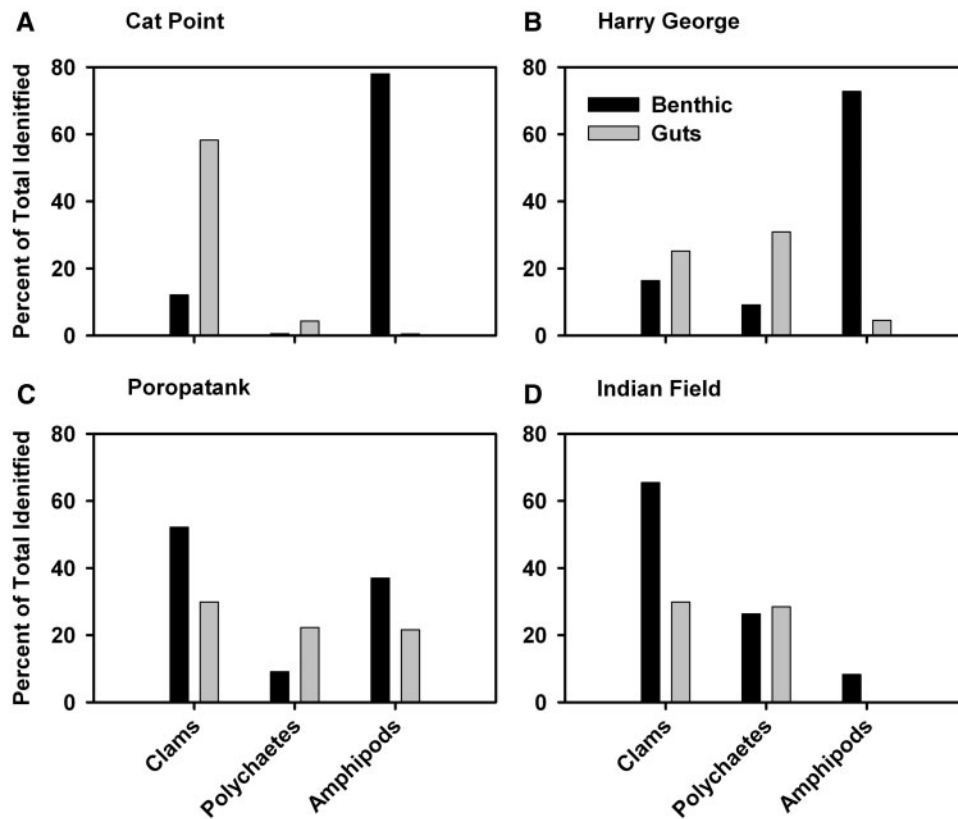 A Cat Point
B Harry George
Percent of Total Idenitfied
80
60
40
20
0
Benthic
Guts
80
60
40
20
0
C Poropatank
D Indian Field
Percent of Total Idenitfied
80
60
40
20
0
80
60
40
20
0
Clams
Polychaetes
Amphipods
Clams
Polychaetes
Amphipods